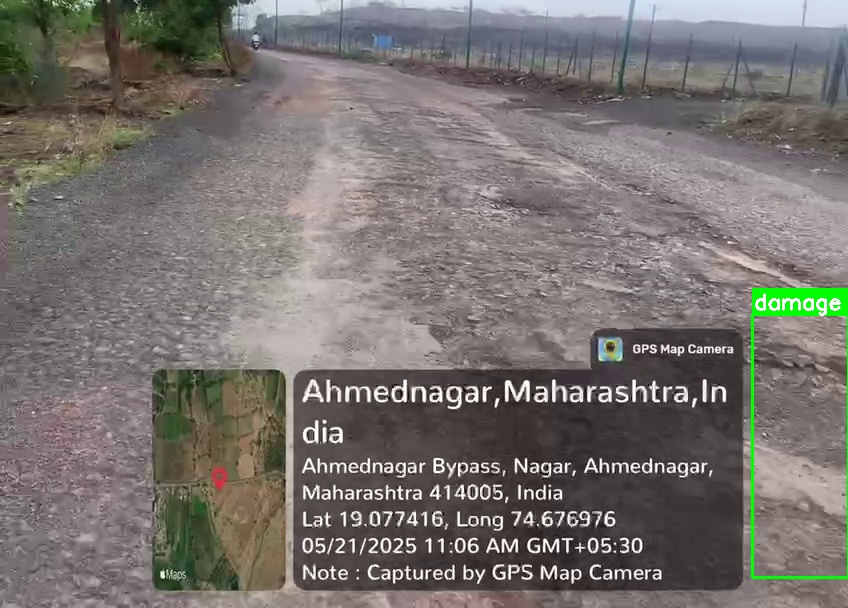 damage
GPS Map Camera
Ahmednagar,Maharashtra,In
dia
Ahmednagar Bypass, Nagar, Ahmednagar,
Maharashtra 414005, India
Lat 19.077416, Long 74.676976
05/21/2025 11:06 AM GMT+05:30
Note : Captured by GPS Map Camera
Maps